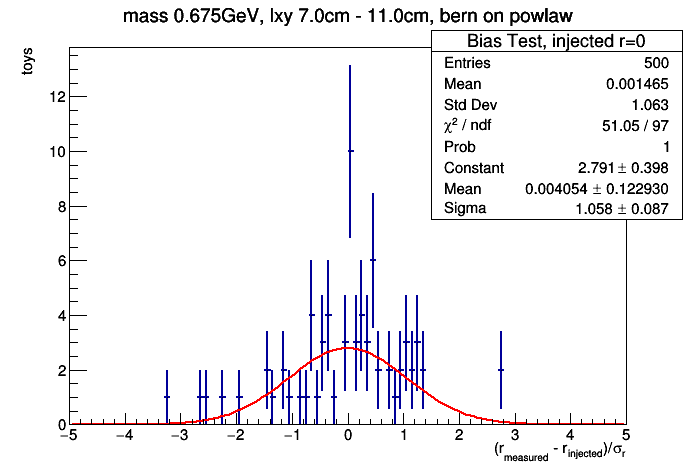 mass 0.675GeV, lxy 7.0cm - 11.0cm, bern on powlaw
Bias Test, injected r=0
Entries 500
Mean 0.001465
Std Dev 1.063
χ² / ndf 51.05 / 97
Prob 1
Constant 2.791 ± 0.398
Mean 0.004054 ± 0.122930
Sigma 1.058 ± 0.087
toys
12
10
8
6
4
2
0
−5 −4 −3 −2 −1 0 1 2 3 4 5
(r_measured - r_injected)/σ_r